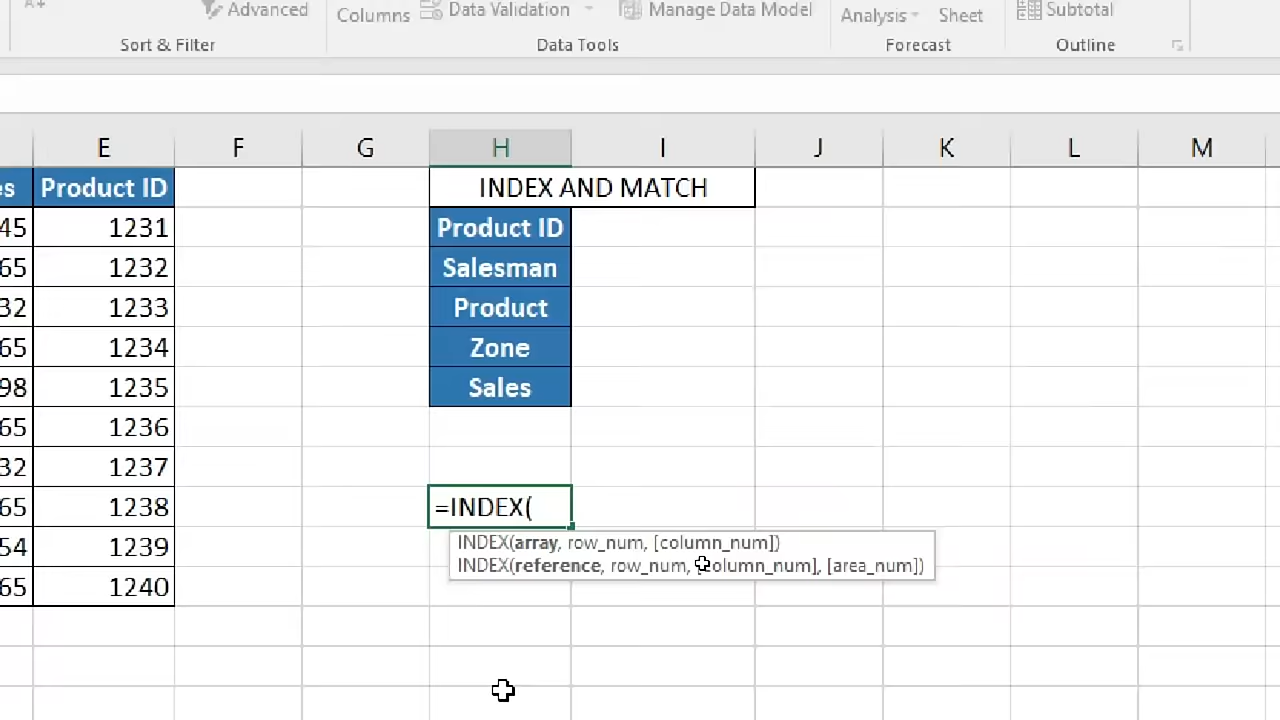 Advanced
Columns
Data Validation
Manage Data Model
Analysis
Sheet
Subtotal
Sort & Filter
Data Tools
Forecast
Outline
E F G H I J K L M
es Product ID INDEX AND MATCH
45 1231 Product ID
65 1232 Salesman
32 1233 Product
65 1234 Zone
98 1235 Sales
65 1236
32 1237
65 1238 =INDEX(
INDEX(array, row_num, [column_num])
54 1239
INDEX(reference, row_num, [column_num], [area_num])
65 1240